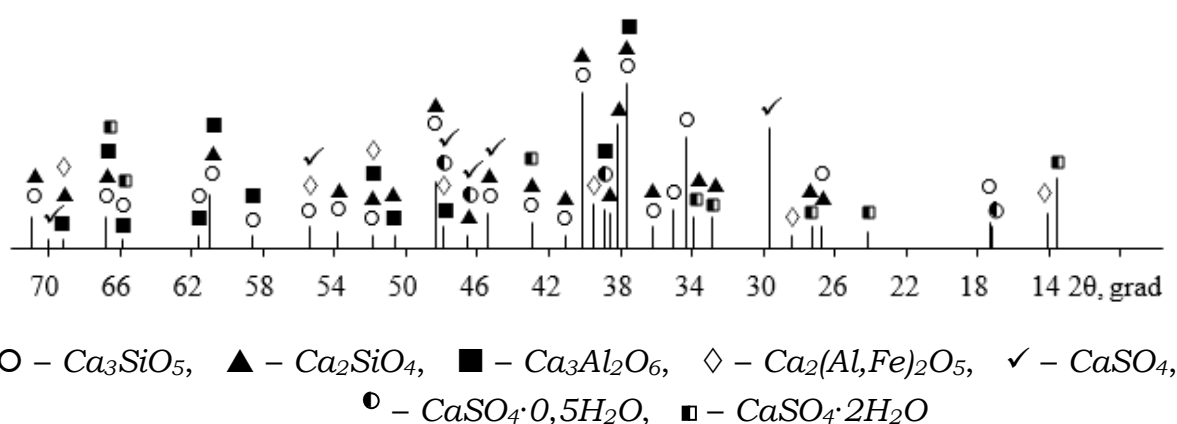 70 66 62 58 54 50 46 42 38 34 30 26 22 18 14 2θ, grad
– Ca₃SiO₅, – Ca₂SiO₄, – Ca₃Al₂O₆, – Ca₂(Al,Fe)₂O₅, – CaSO₄,
– CaSO₄·0,5H₂O, – CaSO₄·2H₂O